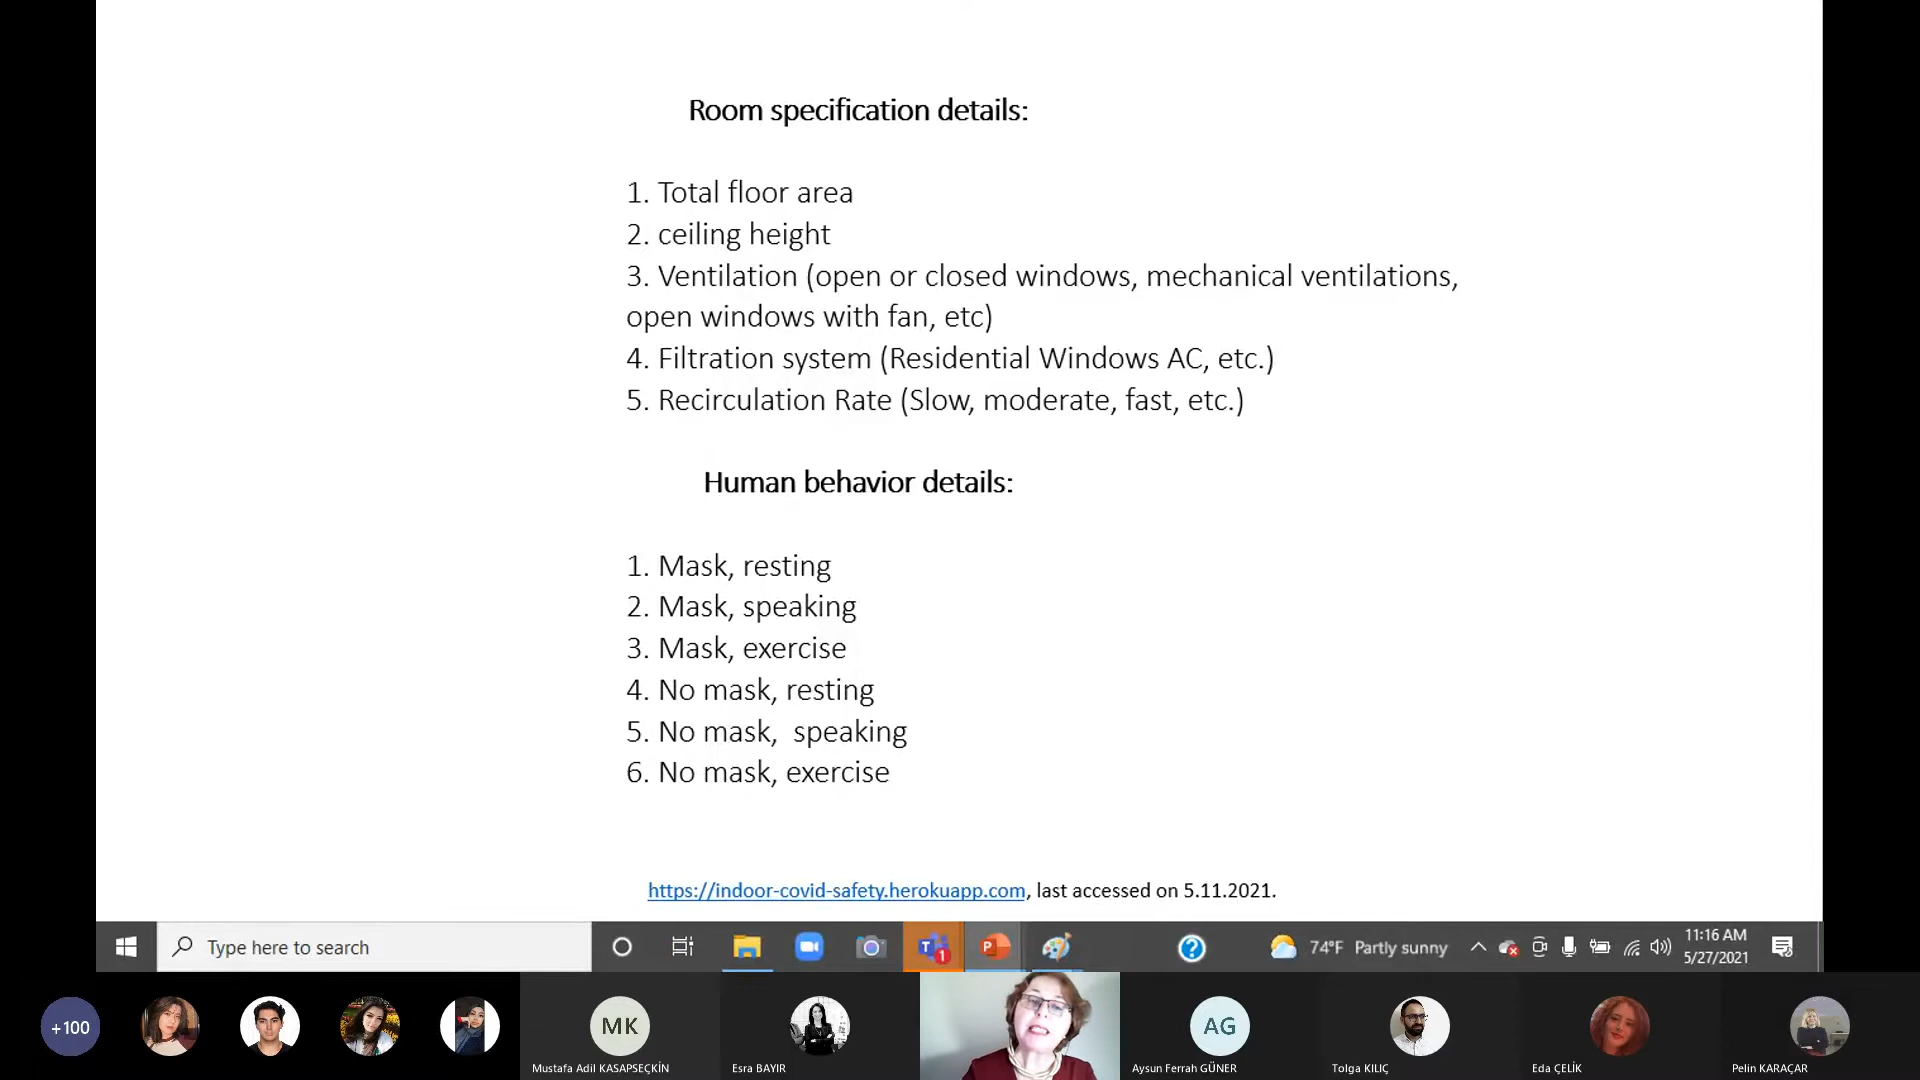 Room specification details:
1. Total floor area
2. ceiling height
3. Ventilation (open or closed windows, mechanical ventilations,
open windows with fan, etc)
4. Filtration system (Residential Windows AC, etc.)
5. Recirculation Rate (Slow, moderate, fast, etc.)
Human behavior details:
1. Mask, resting
2. Mask, speaking
3. Mask, exercise
4. No mask, resting
5. No mask,  speaking
6. No mask, exercise
https://indoor-covid-safety.herokuapp.com, last accessed on 5.11.2021.
Type here to search
T
1
P
?
74°F Partly sunny
11:16 AM
5/27/2021
+100
MK
AG
Mustafa Adil KASAPSEÇKİN
Esra BAYIR
Aysun Ferrah GÜNER
Tolga KILIÇ
Eda ÇELİK
Pelin KARAÇAR